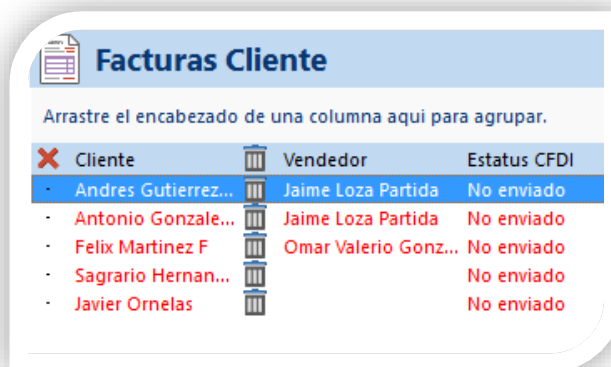 Facturas Cliente
Arrastre el encabezado de una columna aqui para agrupar.
Cliente Vendedor Estatus CFDI
Andres Gutierrez... Jaime Loza Partida No enviado
Antonio Gonzale... Jaime Loza Partida No enviado
Felix Martinez F Omar Valerio Gonz... No enviado
Sagrario Hernan... No enviado
Javier Ornelas No enviado